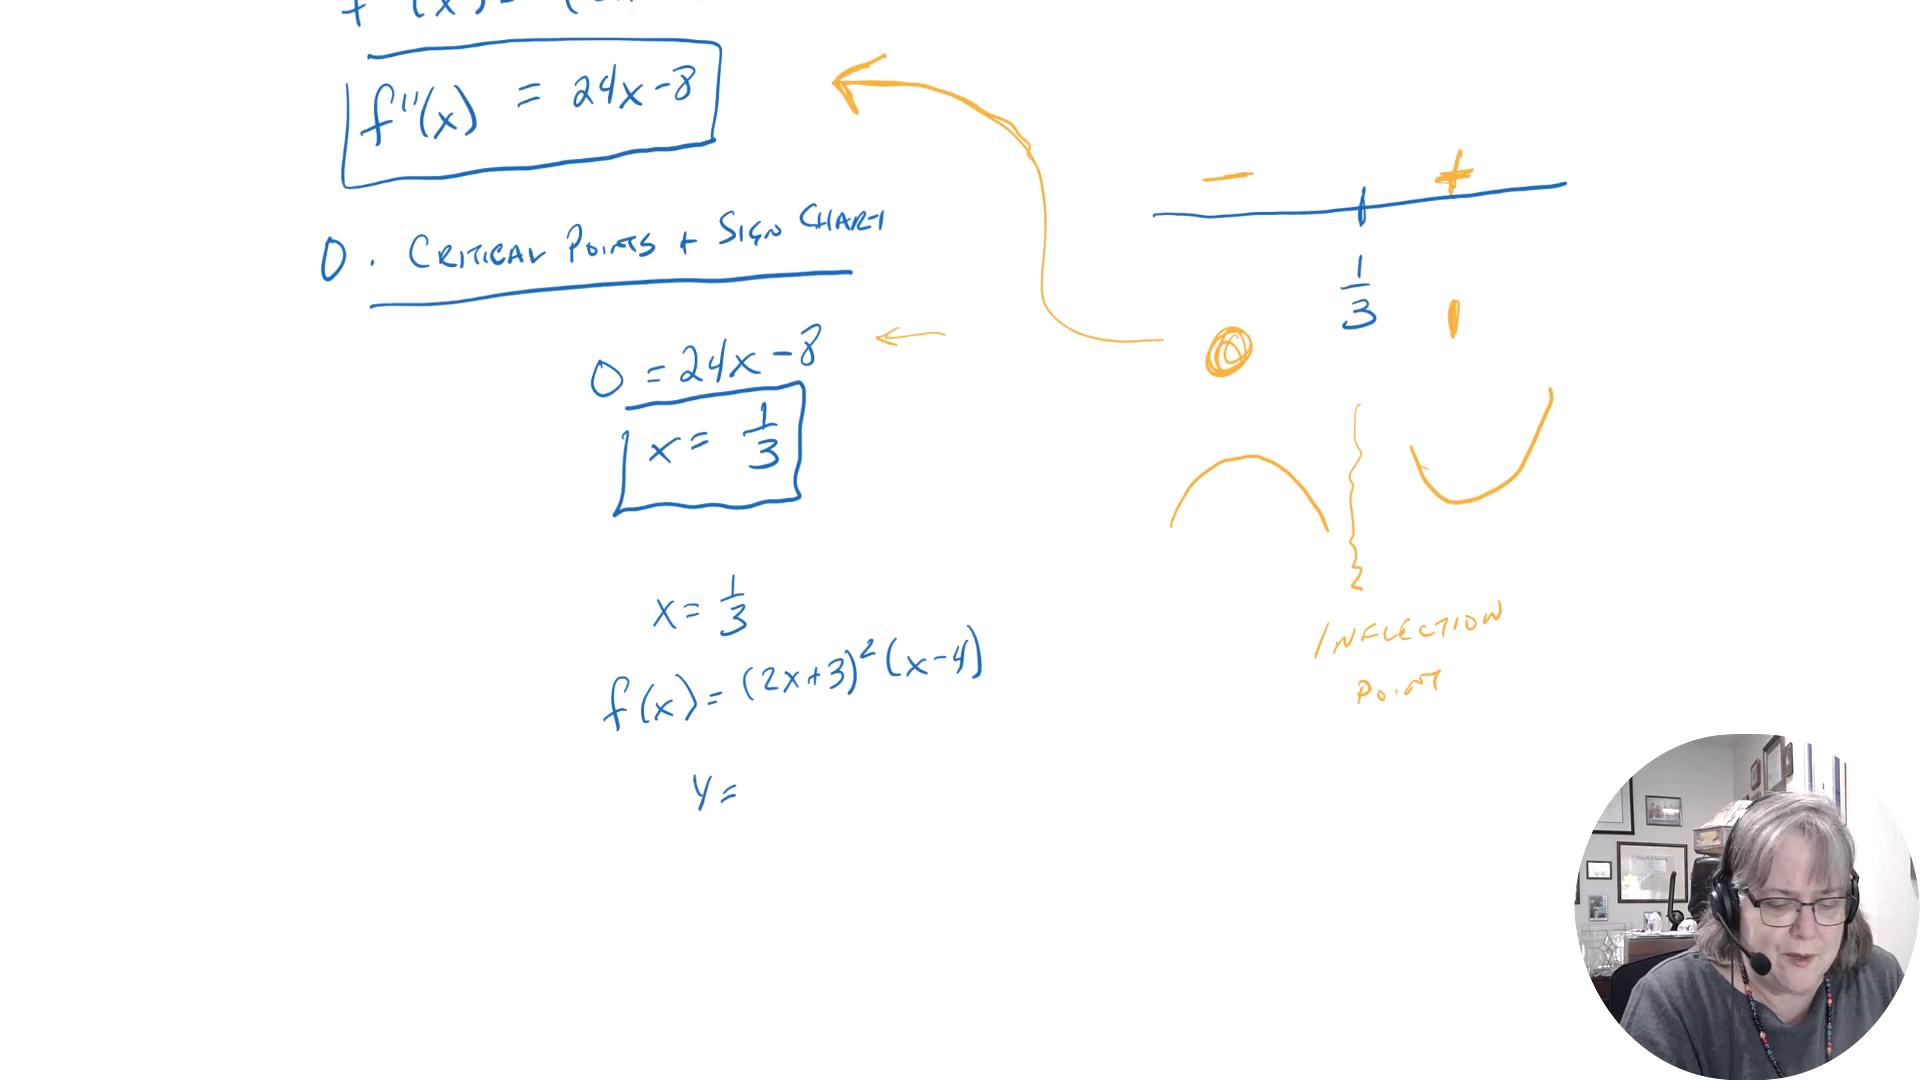 f''(x) = 24x-8
- +
1/3
D. CRITICAL POINTS + SIGN CHART
0 1
0 = 24x-8
x = 1/3
x = 1/3
INFLECTION
POINT
f(x) = (2x+3)²(x-4)
y =